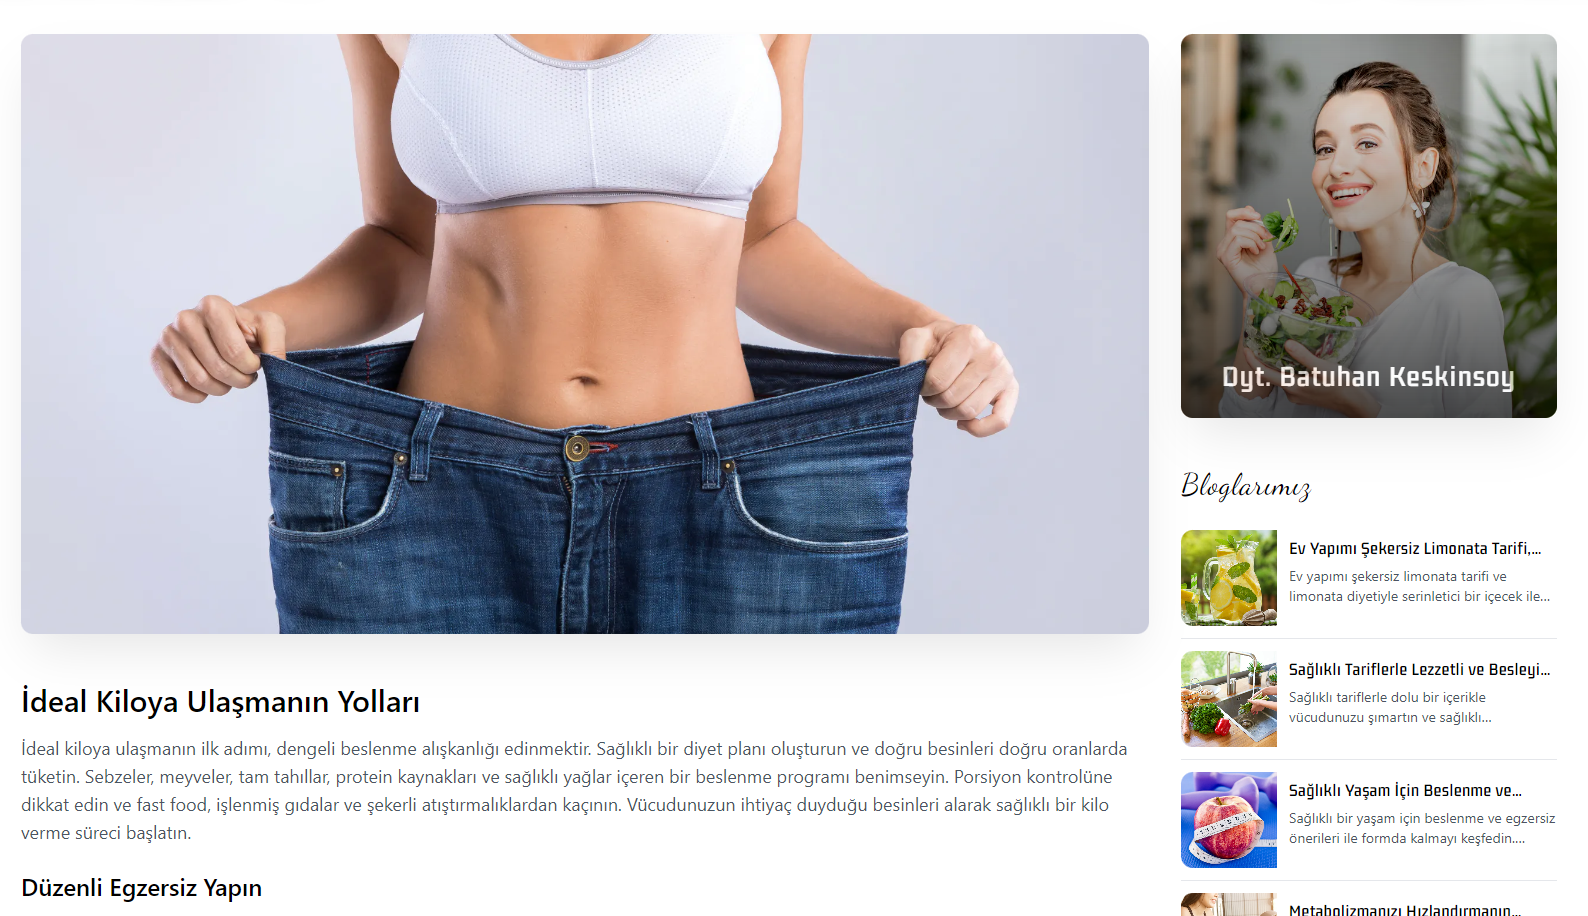 Dyt. Batuhan Keskinsoy
Bloglarımız
Ev Yapımı Şekersiz Limonata Tarifi,...
Ev yapımı şekersiz limonata tarifi ve
limonata diyetiyle serinletici bir içecek ile...
Sağlıklı Tariflerle Lezzetli ve Besleyi...
Sağlıklı tariflerle dolu bir içerikle
vücudunuzu şımartın ve sağlıklı...
Sağlıklı Yaşam İçin Beslenme ve...
Sağlıklı bir yaşam için beslenme ve egzersiz
önerileri ile formda kalmayı keşfedin....
Metabolizmanızı Hızlandırmanın...
İdeal Kiloya Ulaşmanın Yolları
İdeal kiloya ulaşmanın ilk adımı, dengeli beslenme alışkanlığı edinmektir. Sağlıklı bir diyet planı oluşturun ve doğru besinleri doğru oranlarda
tüketin. Sebzeler, meyveler, tam tahıllar, protein kaynakları ve sağlıklı yağlar içeren bir beslenme programı benimseyin. Porsiyon kontrolüne
dikkat edin ve fast food, işlenmiş gıdalar ve şekerli atıştırmalıklardan kaçının. Vücudunuzun ihtiyaç duyduğu besinleri alarak sağlıklı bir kilo
verme süreci başlatın.
Düzenli Egzersiz Yapın